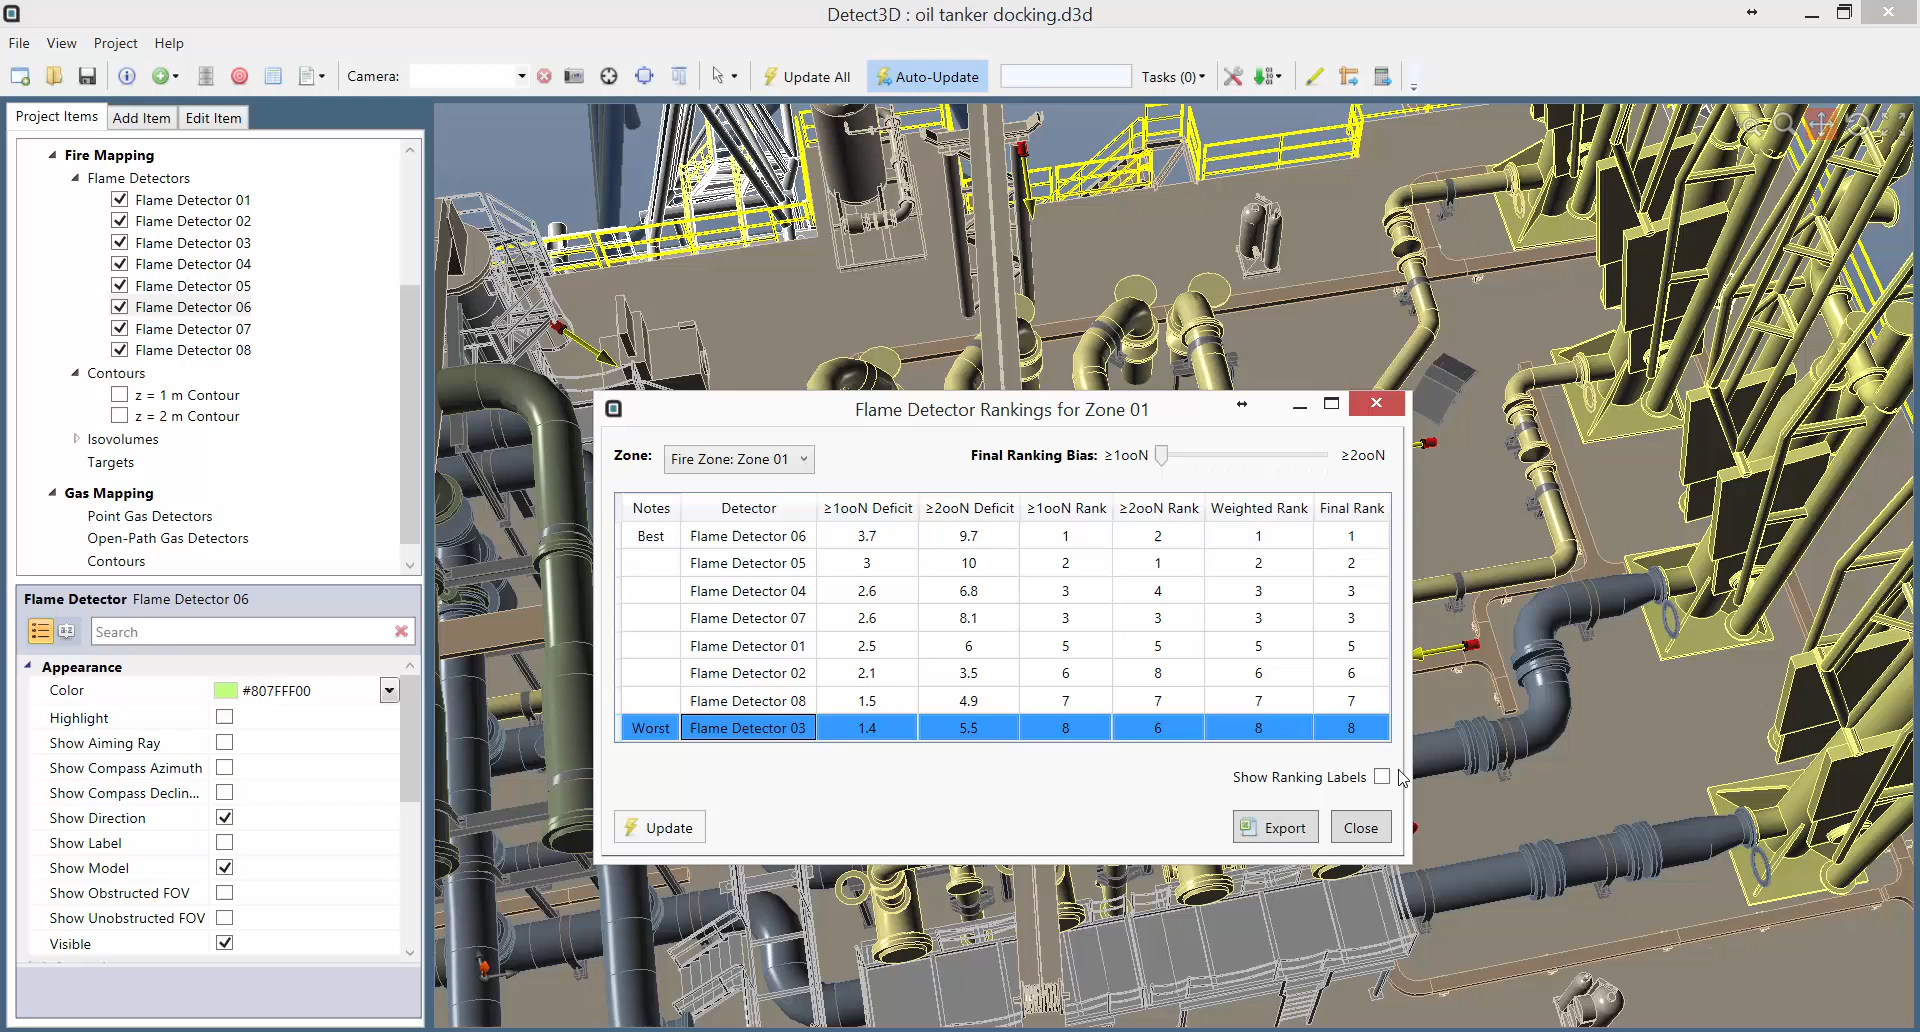 Detect3D : oil tanker docking.d3d
File View Project Help
Camera: Update All Auto-Update Tasks (0)
Project Items Add Item Edit Item
Fire Mapping
Flame Detectors
Flame Detector 01
Flame Detector 02
Flame Detector 03
Flame Detector 04
Flame Detector 05
Flame Detector 06
Flame Detector 07
Flame Detector 08
Contours
z = 1 m Contour
z = 2 m Contour
Isovolumes
Targets
Gas Mapping
Point Gas Detectors
Open-Path Gas Detectors
Contours
Flame Detector Flame Detector 06
Search
Appearance
Color #807FFF00
Highlight
Show Aiming Ray
Show Compass Azimuth
Show Compass Declin...
Show Direction
Show Label
Show Model
Show Obstructed FOV
Show Unobstructed FOV
Visible
Flame Detector Rankings for Zone 01
Zone: Fire Zone: Zone 01 Final Ranking Bias: ≥1ooN ≥2ooN
Notes Detector ≥1ooN Deficit ≥2ooN Deficit ≥1ooN Rank ≥2ooN Rank Weighted Rank Final Rank
Best Flame Detector 06 3.7 9.7 1 2 1 1
Flame Detector 05 3 10 2 1 2 2
Flame Detector 04 2.6 6.8 3 4 3 3
Flame Detector 07 2.6 8.1 3 3 3 3
Flame Detector 01 2.5 6 5 5 5 5
Flame Detector 02 2.1 3.5 6 8 6 6
Flame Detector 08 1.5 4.9 7 7 7 7
Worst Flame Detector 03 1.4 5.5 8 6 8 8
Show Ranking Labels
Update Export Close